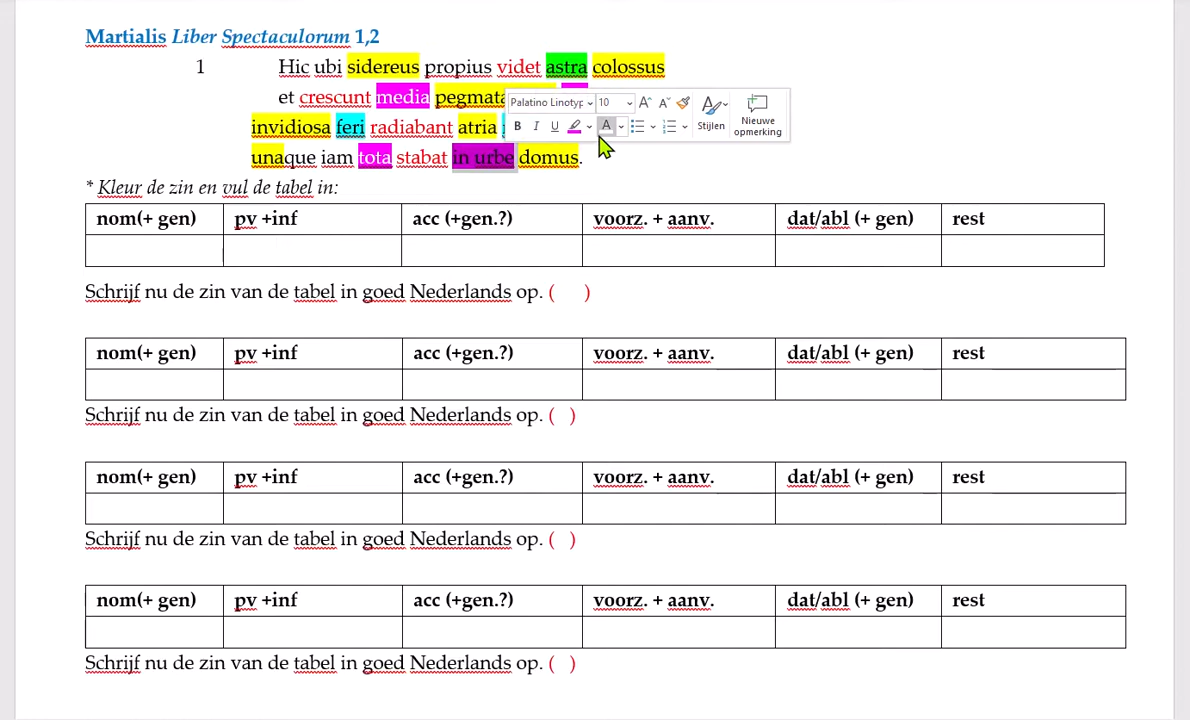 Martialis Liber Spectaculorum 1,2
1 Hic ubi sidereus propius videt astra colossus
et crescunt media pegmata
invidiosa feri radiabant atria
unaque iam tota stabat in urbe domus.
Palatino Linotyp 10
B I U A Stijlen Nieuwe opmerking
* Kleur de zin en vul de tabel in:
nom(+ gen) pv +inf acc (+gen.?) voorz. + aanv. dat/abl (+ gen) rest
Schrijf nu de zin van de tabel in goed Nederlands op. ( )
nom(+ gen) pv +inf acc (+gen.?) voorz. + aanv. dat/abl (+ gen) rest
Schrijf nu de zin van de tabel in goed Nederlands op. ( )
nom(+ gen) pv +inf acc (+gen.?) voorz. + aanv. dat/abl (+ gen) rest
Schrijf nu de zin van de tabel in goed Nederlands op. ( )
nom(+ gen) pv +inf acc (+gen.?) voorz. + aanv. dat/abl (+ gen) rest
Schrijf nu de zin van de tabel in goed Nederlands op. ( )